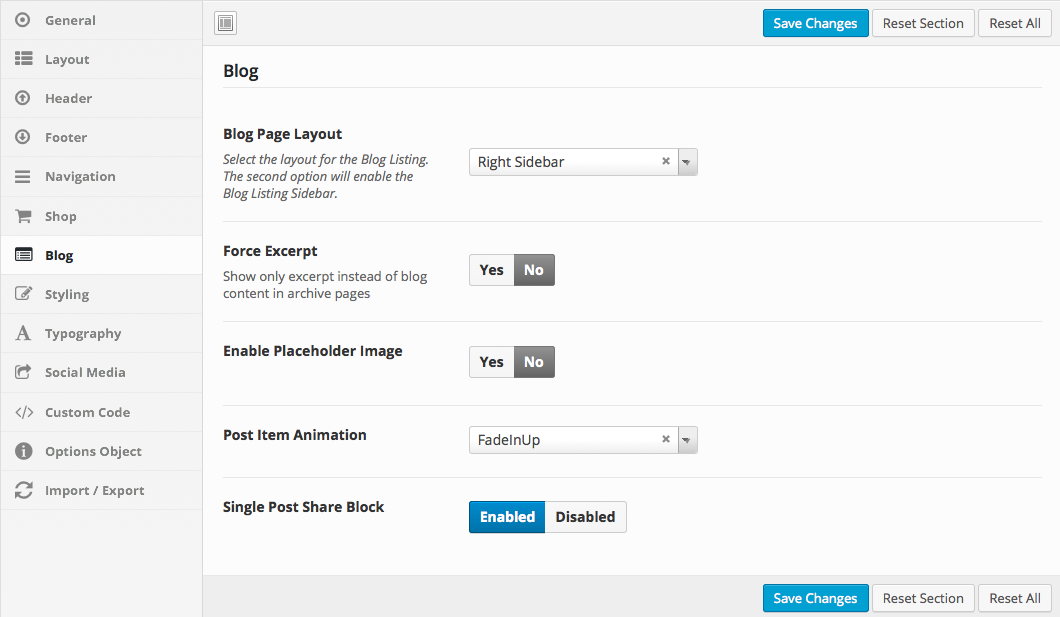 General
Layout
Header
Footer
Navigation
Shop
Blog
Styling
Typography
Social Media
Custom Code
Options Object
Import / Export
Save Changes
Reset Section
Reset All
Blog
Blog Page Layout
Select the layout for the Blog Listing.
The second option will enable the
Blog Listing Sidebar.
Right Sidebar
Force Excerpt
Show only excerpt instead of blog
content in archive pages
Yes No
Enable Placeholder Image
Yes No
Post Item Animation
FadeInUp
Single Post Share Block
Enabled Disabled
Save Changes
Reset Section
Reset All